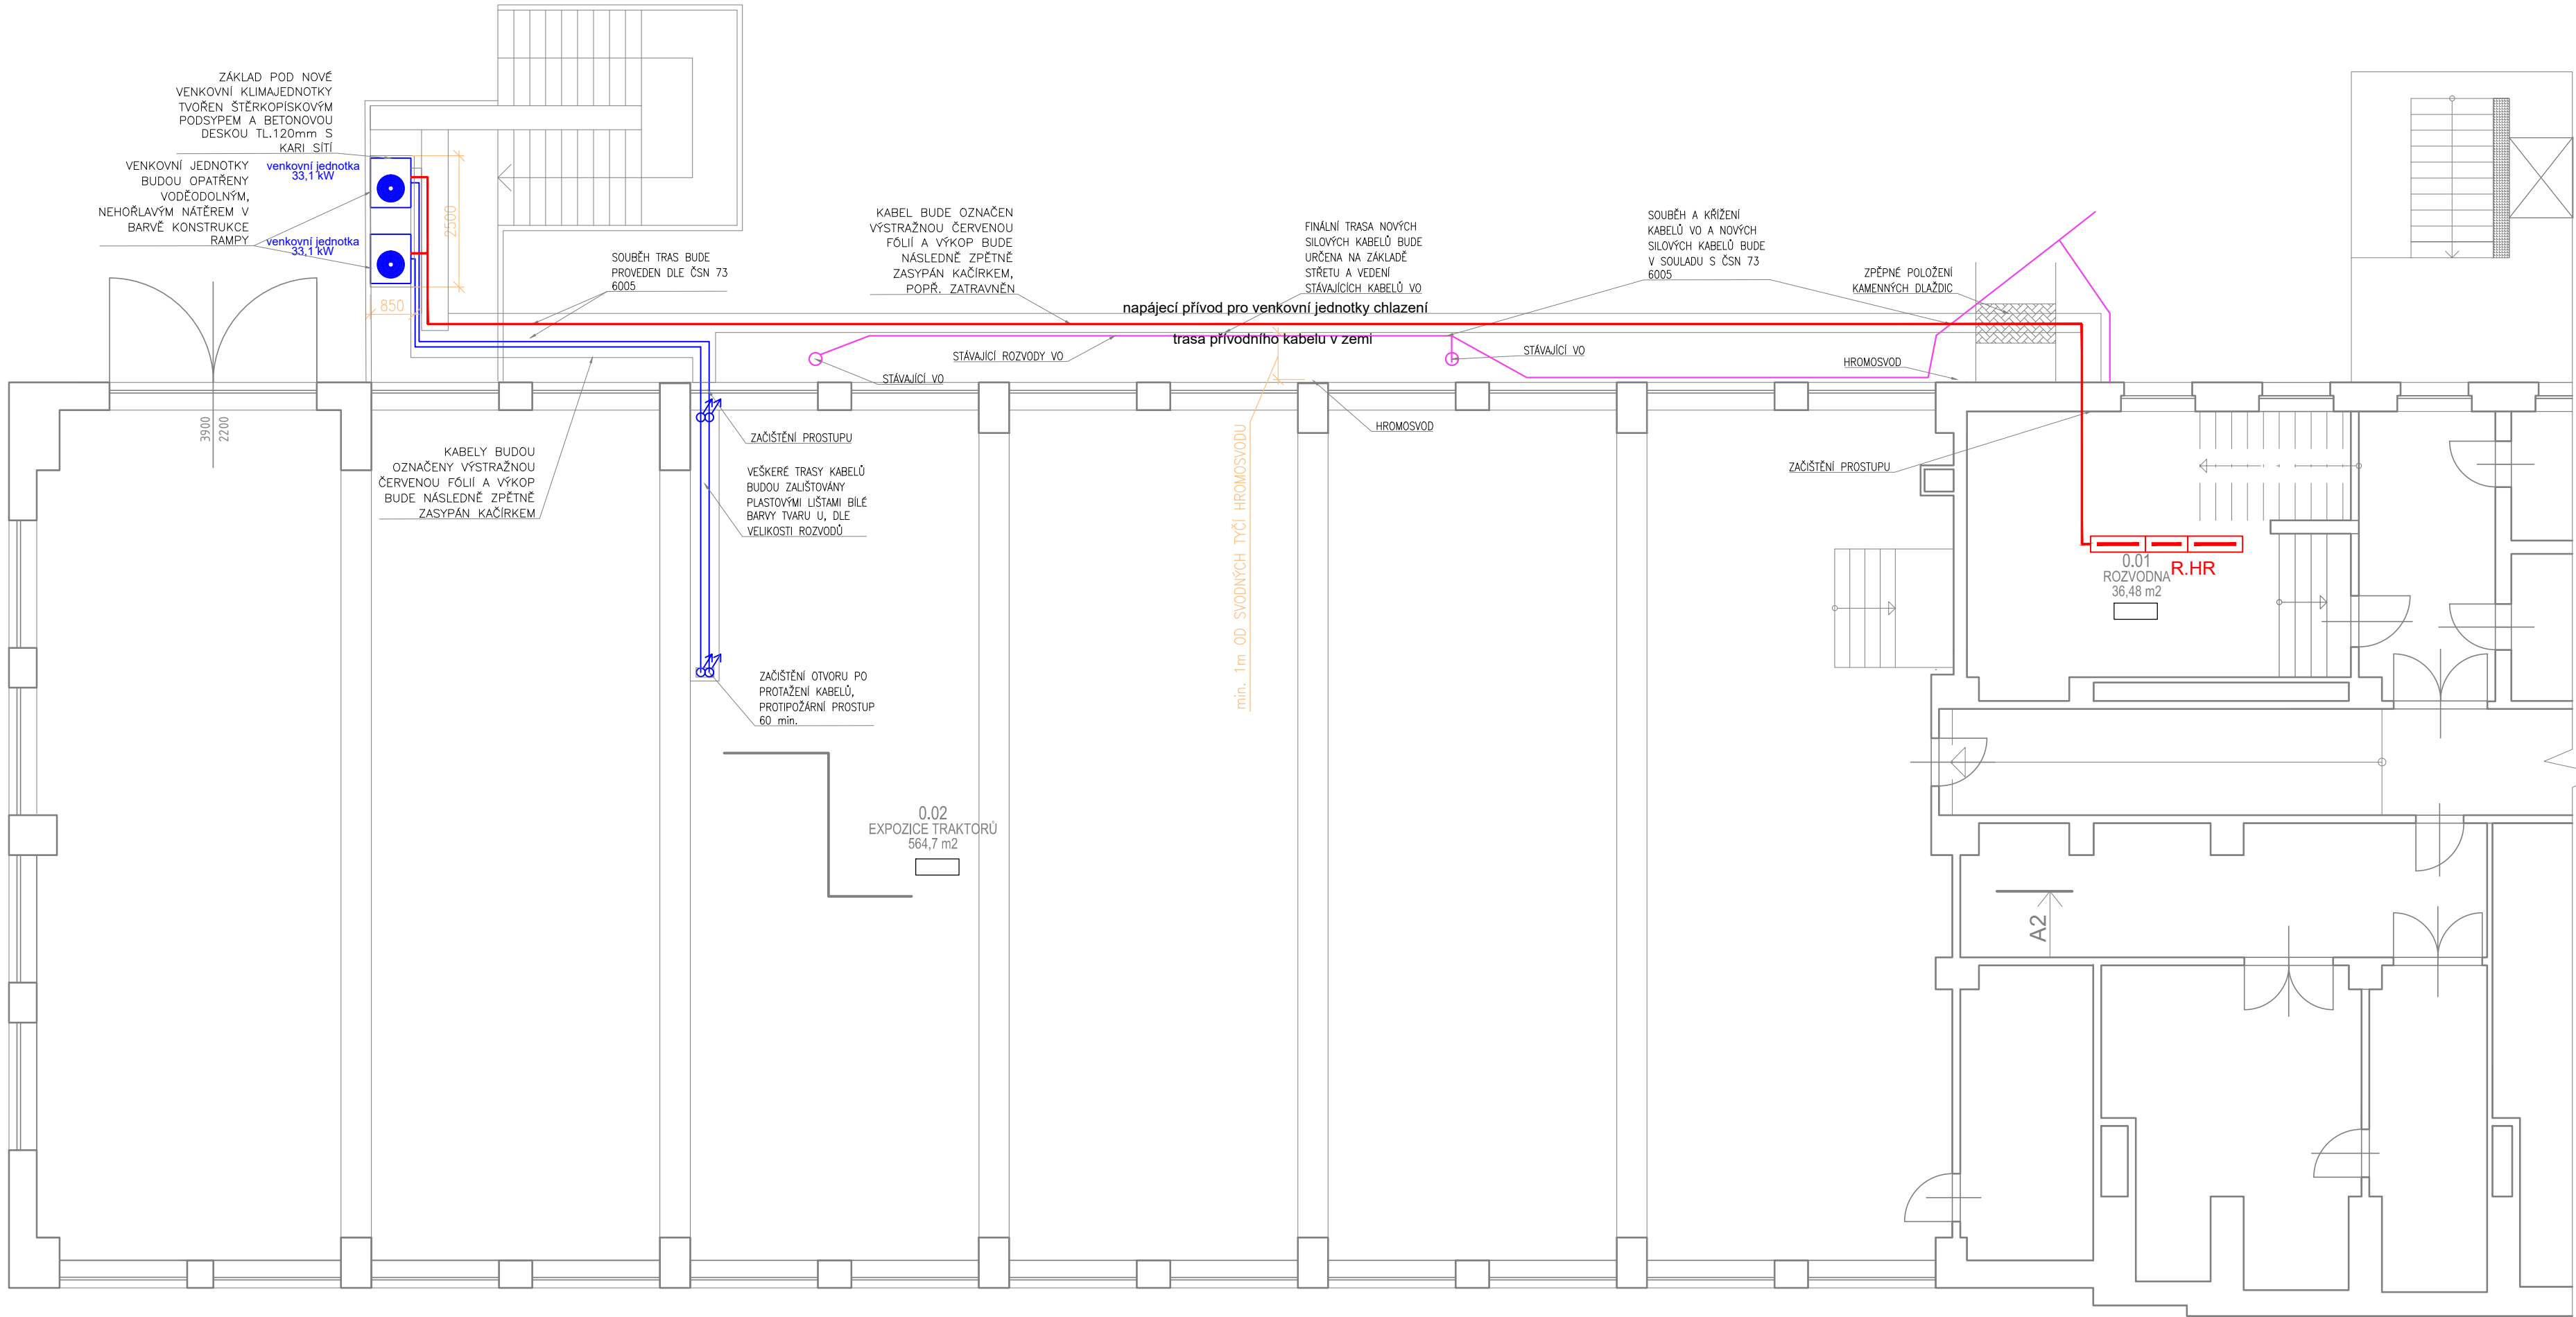 ZÁKLAD POD NOVÉ
VENKOVNÍ KLIMAJEDNOTKY
TVOŘEN ŠTĚRKOPÍSKOVÝM
PODSYPEM A BETONOVOU
DESKOU TL.120mm S
KARI SÍTÍ
VENKOVNÍ JEDNOTKY
BUDOU OPATŘENY
VODĚODOLNÝM,
NEHOŘLAVÝM NÁTĚREM V
BARVĚ KONSTRUKCE
RAMPY
venkovní jednotka
33,1 kW
venkovní jednotka
33,1 kW
2500
850
SOUBĚH TRAS BUDE
PROVEDEN DLE ČSN 73
6005
KABEL BUDE OZNAČEN
VÝSTRAŽNOU ČERVENOU
FÓLIÍ A VÝKOP BUDE
NÁSLEDNĚ ZPĚTNĚ
ZASYPÁN KAČÍRKEM,
POPŘ. ZATRAVNĚN
FINÁLNÍ TRASA NOVÝCH
SILOVÝCH KABELŮ BUDE
URČENA NA ZÁKLADĚ
STŘETU A VEDENÍ
STÁVAJÍCÍCH KABELŮ VO
SOUBĚH A KŘÍŽENÍ
KABELŮ VO A NOVÝCH
SILOVÝCH KABELŮ BUDE
V SOULADU S ČSN 73
6005
ZPĚPNÉ POLOŽENÍ
KAMENNÝCH DLAŽDIC
napájecí přívod pro venkovní jednotky chlazení
trasa přívodního kabelu v zemi
STÁVAJÍCÍ ROZVODY VO
STÁVAJÍCÍ VO
STÁVAJÍCÍ VO
HROMOSVOD
HROMOSVOD
3900
2200
KABELY BUDOU
OZNAČENY VÝSTRAŽNOU
ČERVENOU FÓLIÍ A VÝKOP
BUDE NÁSLEDNĚ ZPĚTNĚ
ZASYPÁN KAČÍRKEM
ZAČIŠTĚNÍ PROSTUPU
VEŠKERÉ TRASY KABELŮ
BUDOU ZALIŠTOVÁNY
PLASTOVÝMI LIŠTAMI BÍLÉ
BARVY TVARU U, DLE
VELIKOSTI ROZVODŮ
min. 1m OD SVODNÝCH TYČÍ HROMOSVODU
ZAČIŠTĚNÍ PROSTUPU
0.01
ROZVODNA
36,48 m2
R.HR
ZAČIŠTĚNÍ OTVORU PO
PROTAŽENÍ KABELŮ,
PROTIPOŽÁRNÍ PROSTUP
60 min.
0.02
EXPOZICE TRAKTORŮ
564,7 m2
A2